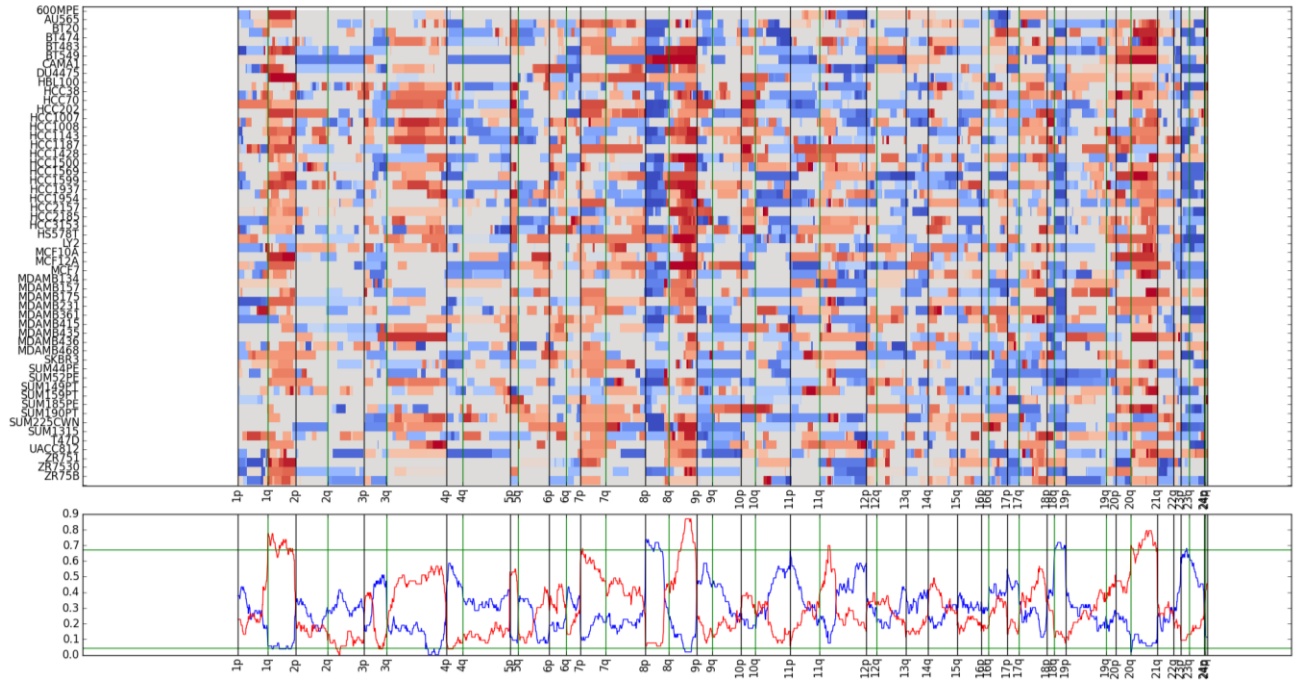 600MPE
AU565
BT20
BT474
BT483
BT549
CAMA1
DU4475
HBL100
HCC38
HCC70
HCC202
HCC1007
HCC1008
HCC1143
HCC1187
HCC1428
HCC1500
HCC1569
HCC1599
HCC1937
HCC1954
HCC2157
HCC2185
HCC3153
HS578T
LY2
MCF10A
MCF12A
MCF7
MDAMB134
MDAMB157
MDAMB175
MDAMB231
MDAMB361
MDAMB415
MDAMB435
MDAMB436
MDAMB468
SKBR3
SUM44PE
SUM52PE
SUM149PT
SUM159PT
SUM185PE
SUM190PT
SUM225CWN
SUM1315
T47D
UACC812
ZR751
ZR7530
ZR75B
1p 1q 2p 2q 3p 3q 4p 4q 5p 5q 6p 6q 7p 7q 8p 8q 9p 9q 10p 10q 11p 11q 12p 12q 13q 14q 15q 16p 16q 17p 17q 18p 18q 19p 19q 20p 20q 21q 22q 23p 23q 24p
0.9
0.8
0.7
0.6
0.5
0.4
0.3
0.2
0.1
0.0
1p 1q 2p 2q 3p 3q 4p 4q 5p 5q 6p 6q 7p 7q 8p 8q 9p 9q 10p 10q 11p 11q 12p 12q 13q 14q 15q 16p 16q 17p 17q 18p 18q 19p 19q 20p 20q 21q 22q 23p 23q 24p